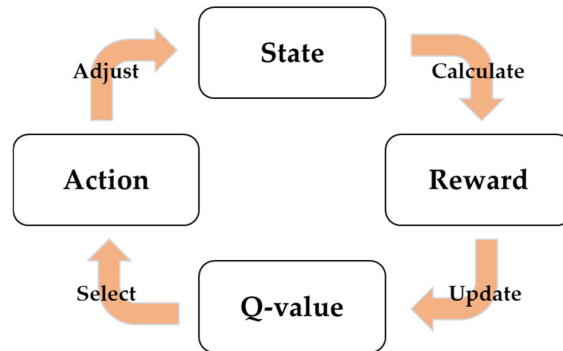 State
Adjust
Calculate
Action
Reward
Select
Update
Q-value